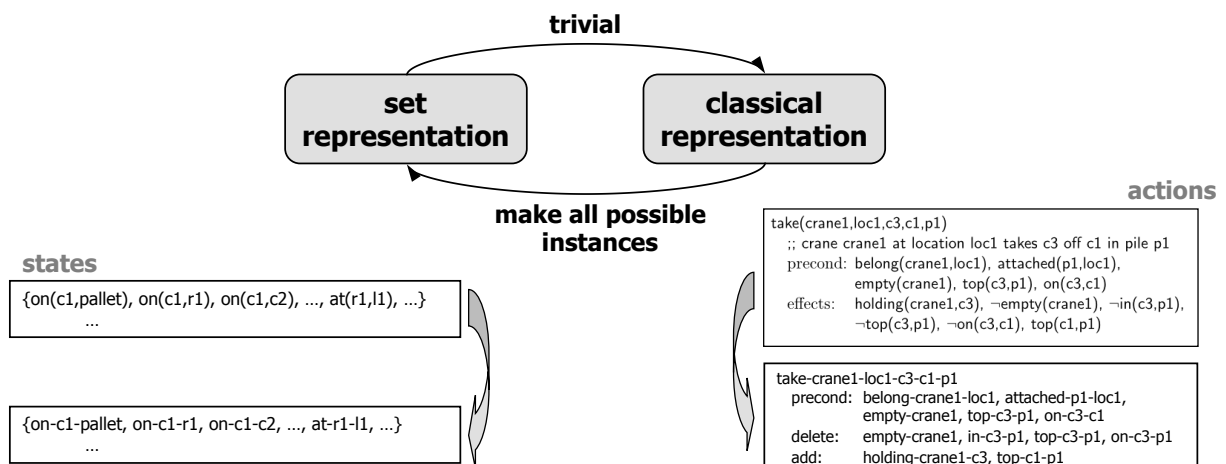 trivial
set
representation
classical
representation
make all possible
instances
actions
take(crane1,loc1,c3,c1,p1)
;; crane crane1 at location loc1 takes c3 off c1 in pile p1
precond: belong(crane1,loc1), attached(p1,loc1),
empty(crane1), top(c3,p1), on(c3,c1)
effects: holding(crane1,c3), ¬empty(crane1), ¬in(c3,p1),
¬top(c3,p1), ¬on(c3,c1), top(c1,p1)
states
{on(c1,pallet), on(c1,r1), on(c1,c2), …, at(r1,l1), …}
…
{on-c1-pallet, on-c1-r1, on-c1-c2, …, at-r1-l1, …}
…
take-crane1-loc1-c3-c1-p1
precond: belong-crane1-loc1, attached-p1-loc1,
empty-crane1, top-c3-p1, on-c3-c1
delete: empty-crane1, in-c3-p1, top-c3-p1, on-c3-p1
add: holding-crane1-c3, top-c1-p1